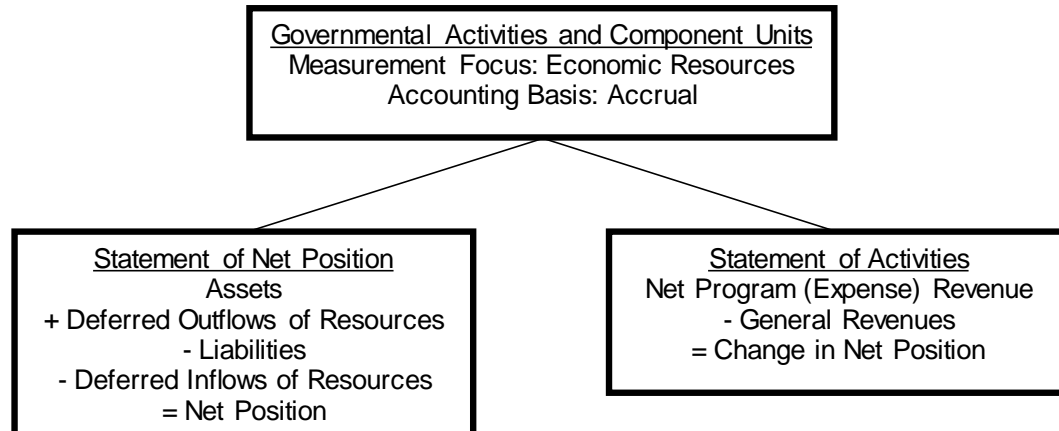 Governmental Activities and Component Units
Measurement Focus: Economic Resources
Accounting Basis: Accrual
Statement of Net Position
Assets
+ Deferred Outflows of Resources
- Liabilities
- Deferred Inflows of Resources
= Net Position
Statement of Activities
Net Program (Expense) Revenue
- General Revenues
= Change in Net Position